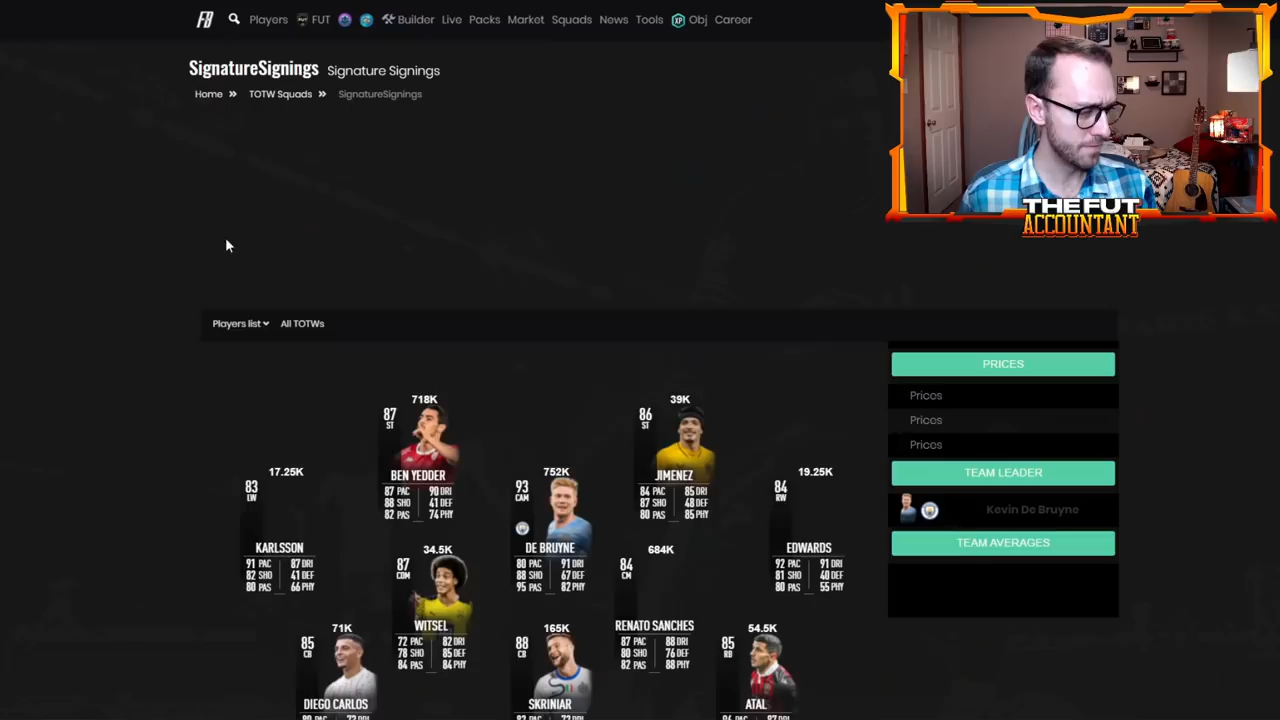 FB Players FUT Builder Live Packs Market Squads News Tools XP Obj Career
SignatureSignings Signature Signings
Home » TOTW Squads » SignatureSignings
THE FUT
ACCOUNTANT
Players list All TOTWs
PRICES
Prices
Prices
Prices
TEAM LEADER
Kevin De Bruyne
TEAM AVERAGES
718K
87
ST
BEN YEDDER
87 PAC 90 DRI
88 SHO 41 DEF
82 PAS 74 PHY
39K
86
ST
JIMENEZ
84 PAC 85 DRI
87 SHO 48 DEF
80 PAS 85 PHY
17.25K
83
LW
KARLSSON
91 PAC 87 DRI
82 SHO 41 DEF
80 PAS 66 PHY
752K
93
CAM
DE BRUYNE
80 PAC 91 DRI
88 SHO 67 DEF
95 PAS 82 PHY
19.25K
84
RW
EDWARDS
92 PAC 91 DRI
81 SHO 40 DEF
80 PAS 55 PHY
34.5K
87
CDM
WITSEL
72 PAC 82 DRI
78 SHO 85 DEF
84 PAS 84 PHY
684K
84
CM
RENATO SANCHES
87 PAC 88 DRI
80 SHO 76 DEF
82 PAS 88 PHY
71K
85
CB
DIEGO CARLOS
165K
88
CB
SKRINIAR
54.5K
85
RB
ATAL